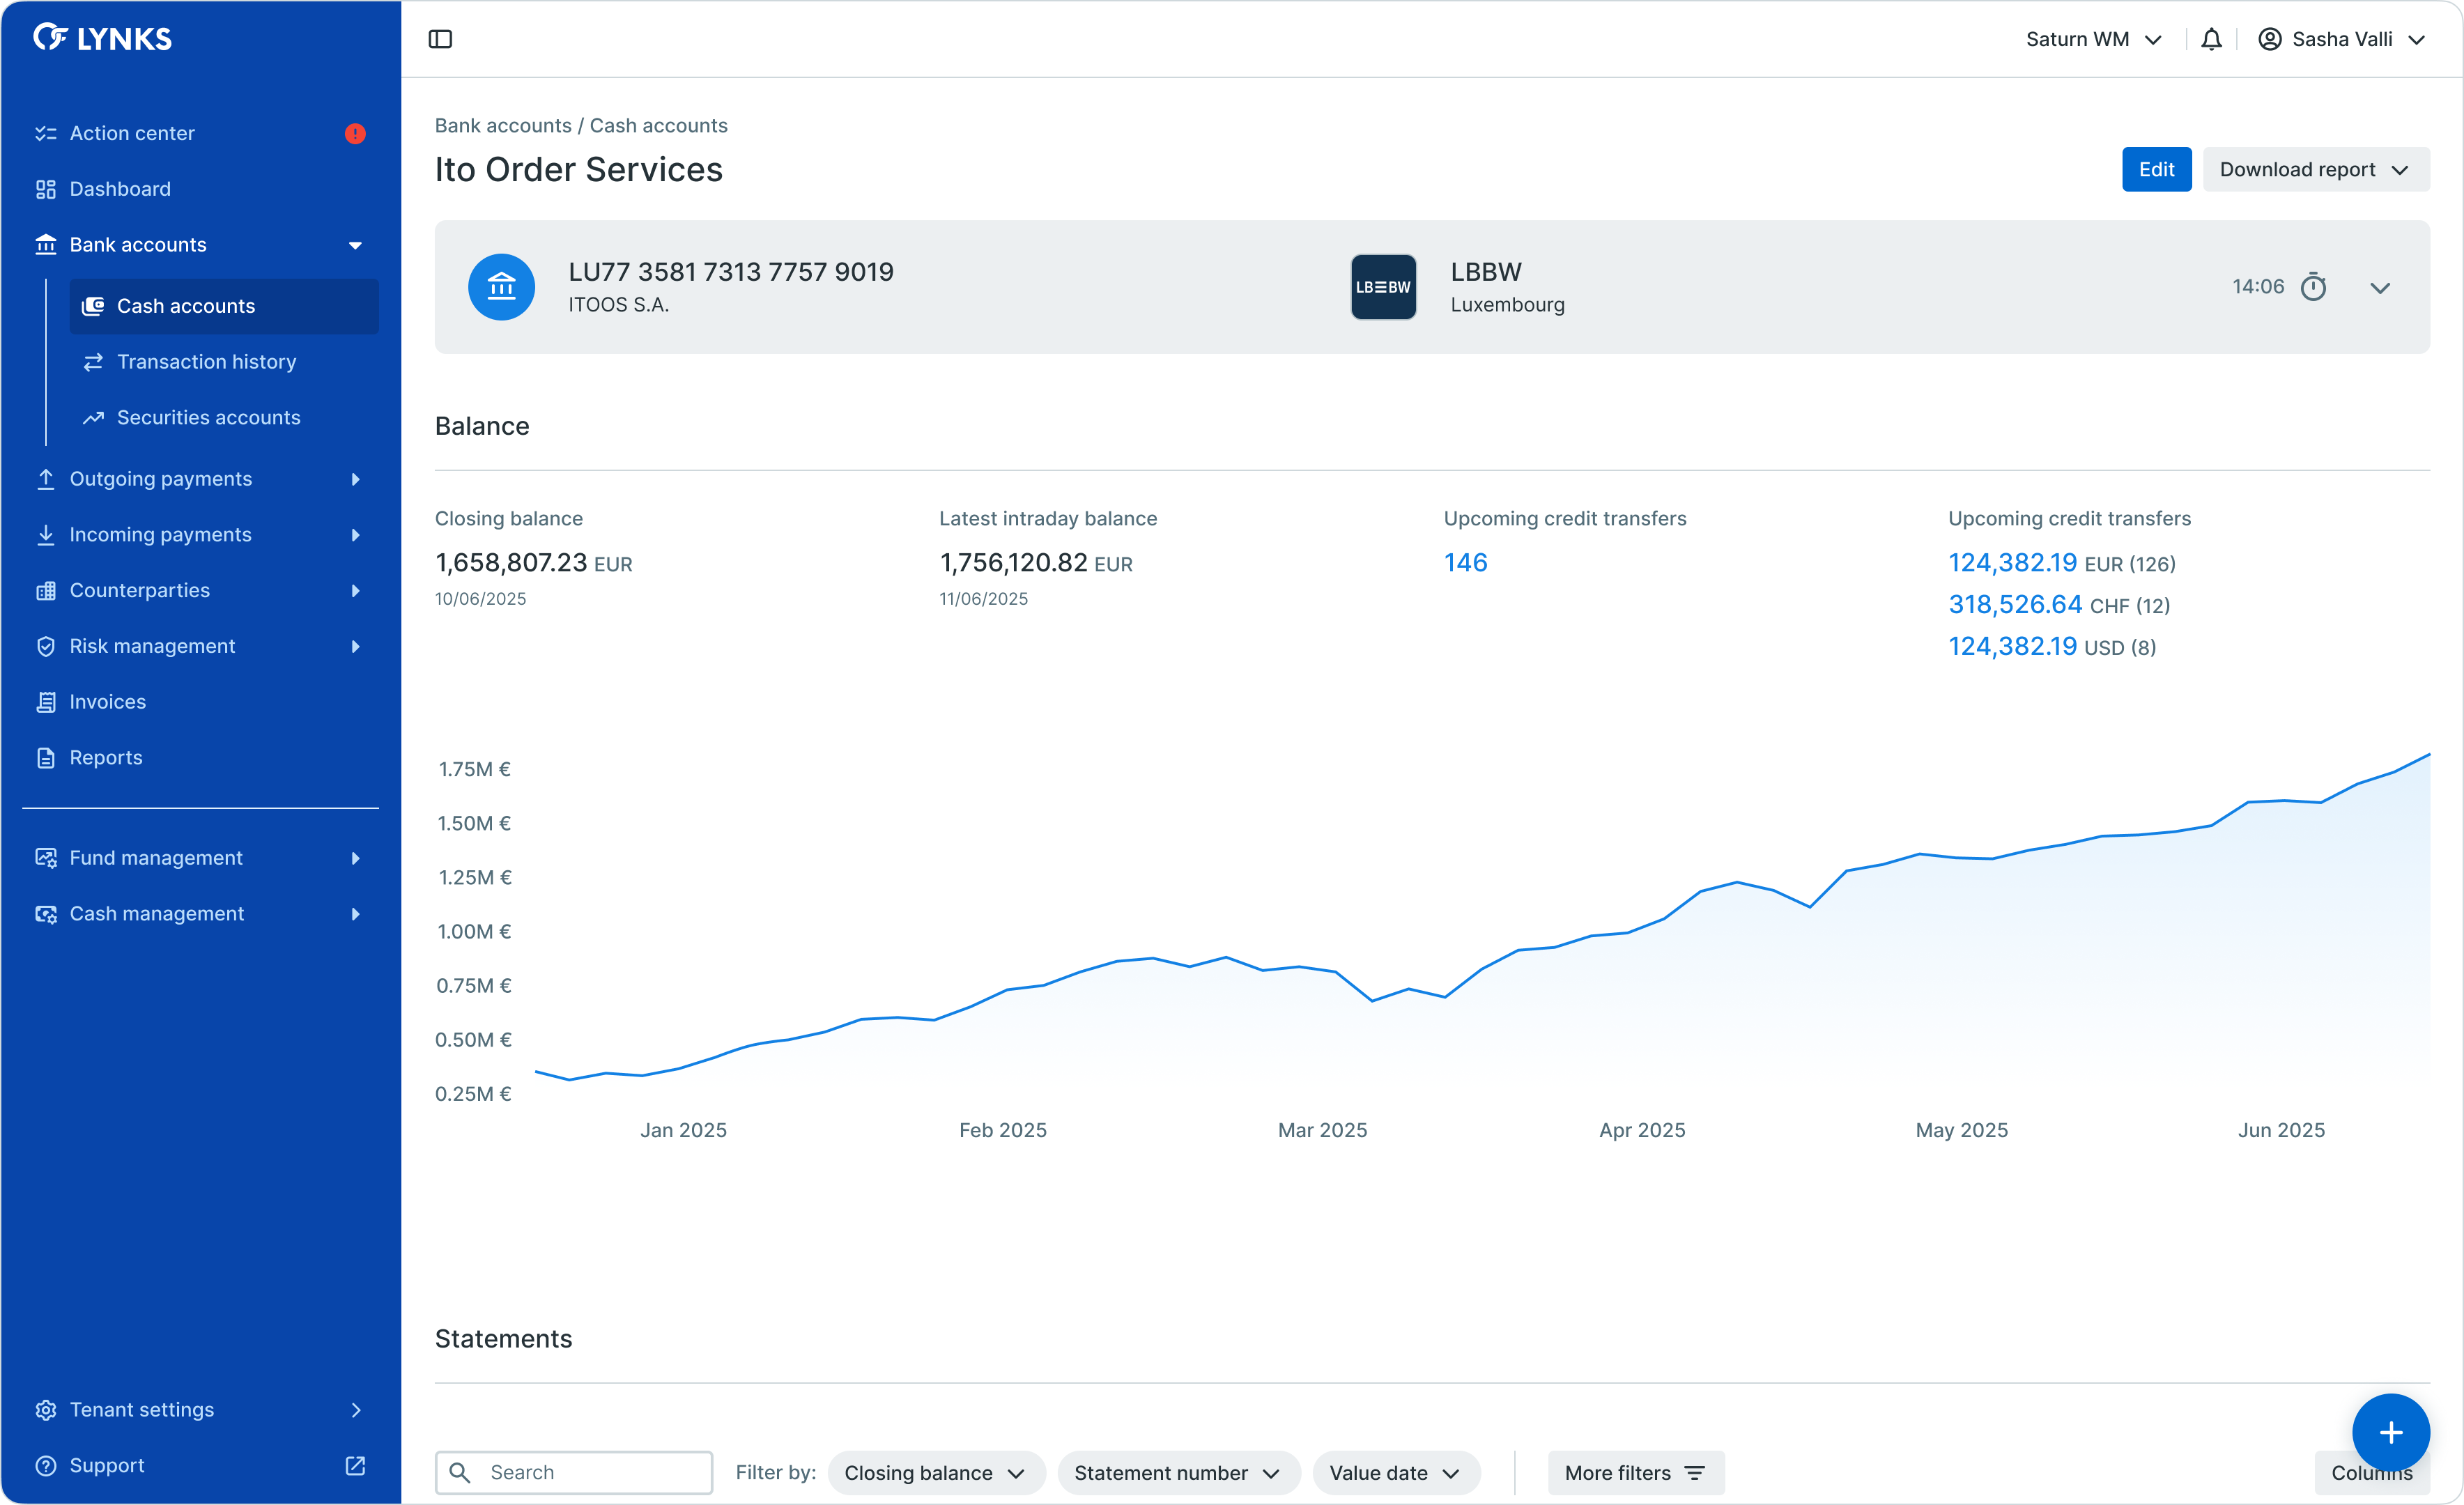 LYNKS
Saturn WM
Sasha Valli
Action center
Dashboard
Bank accounts
Cash accounts
Transaction history
Securities accounts
Outgoing payments
Incoming payments
Counterparties
Risk management
Invoices
Reports
Fund management
Cash management
Tenant settings
Support
Bank accounts / Cash accounts
Ito Order Services
Edit
Download report
LU77 3581 7313 7757 9019
ITOOS S.A.
LB≡BW
LBBW
Luxembourg
14:06
Balance
Closing balance
1,658,807.23 EUR
10/06/2025
Latest intraday balance
1,756,120.82 EUR
11/06/2025
Upcoming credit transfers
146
Upcoming credit transfers
124,382.19 EUR (126)
318,526.64 CHF (12)
124,382.19 USD (8)
1.75M €
1.50M €
1.25M €
1.00M €
0.75M €
0.50M €
0.25M €
Jan 2025 Feb 2025 Mar 2025 Apr 2025 May 2025 Jun 2025
Statements
Search Filter by: Closing balance Statement number Value date More filters Columns